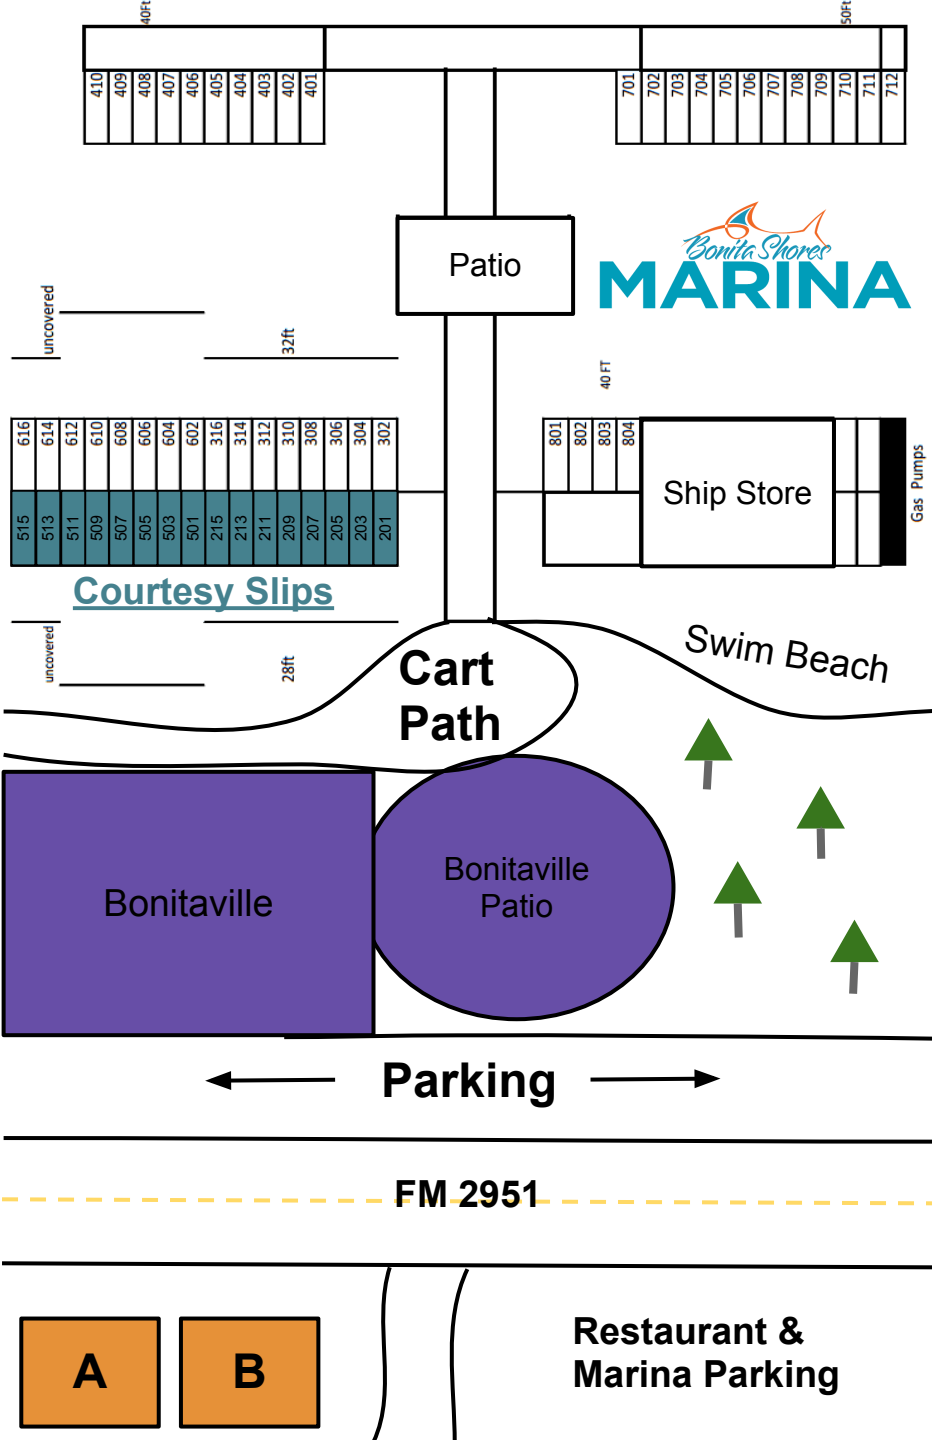 40Ft
50Ft
410 409 408 407 406 405 404 403 402 401
701 702 703 704 705 706 707 708 709 710 711 712
Patio
Bonita Shores
MARINA
uncovered
32ft
40 FT
616 614 612 610 608 606 604 602 316 314 312 310 308 306 304 302
801 802 803 804
Ship Store
Gas Pumps
515 513 511 509 507 505 503 501 215 213 211 209 207 205 203 201
Courtesy Slips
uncovered
28ft
Swim Beach
Cart
Path
Bonitaville
Bonitaville
Patio
Parking
FM 2951
A
B
Restaurant &
Marina Parking